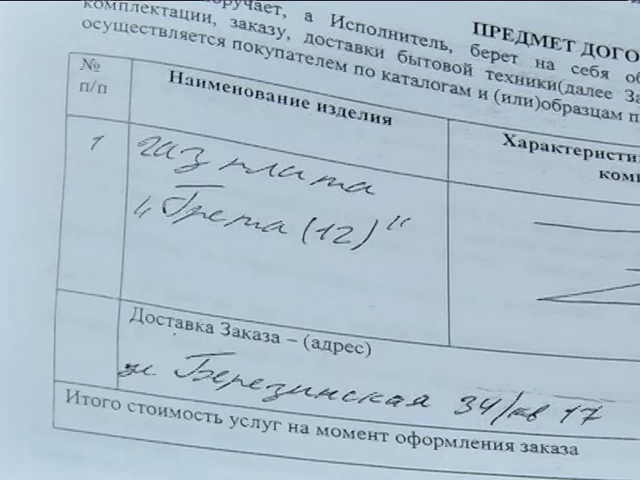 ПРЕДМЕТ ДОГО
оручает, а Исполнитель, берет на себя об
комплектации, заказу, доставки бытовой техники(далее За
осуществляется покупателем по каталогам и (или)образцам п
№ п/п
Наименование изделия
Характеристи
комп
1
газ плита
"Грета (12)"
Доставка Заказа – (адрес)
ул. Березинская 34/кв 17
Итого стоимость услуг на момент оформления заказа